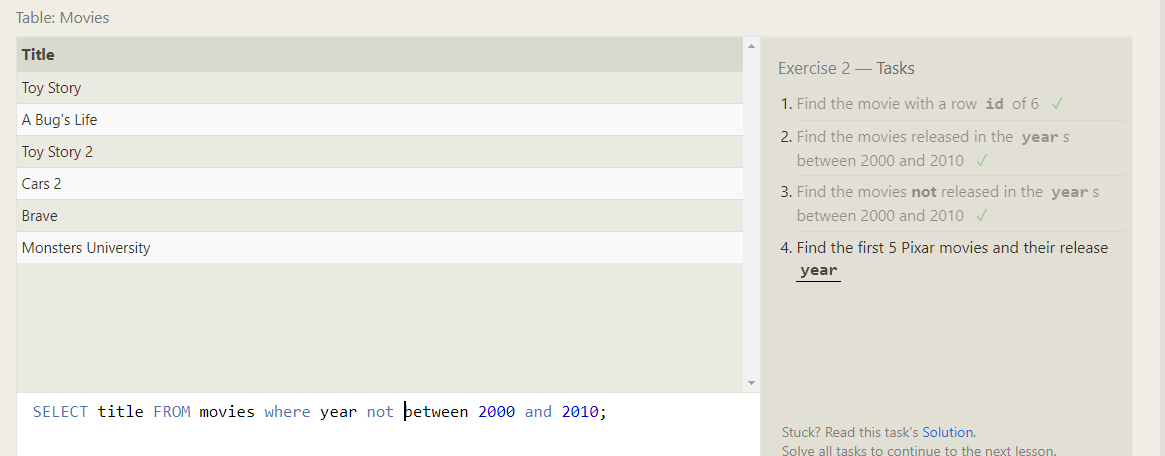 Table: Movies
Title
Toy Story
A Bug's Life
Toy Story 2
Cars 2
Brave
Monsters University
SELECT title FROM movies where year not between 2000 and 2010;
Exercise 2 — Tasks
1. Find the movie with a row id of 6 ✓
2. Find the movies released in the year s
between 2000 and 2010 ✓
3. Find the movies not released in the year s
between 2000 and 2010 ✓
4. Find the first 5 Pixar movies and their release
year
Stuck? Read this task's Solution.
Solve all tasks to continue to the next lesson.